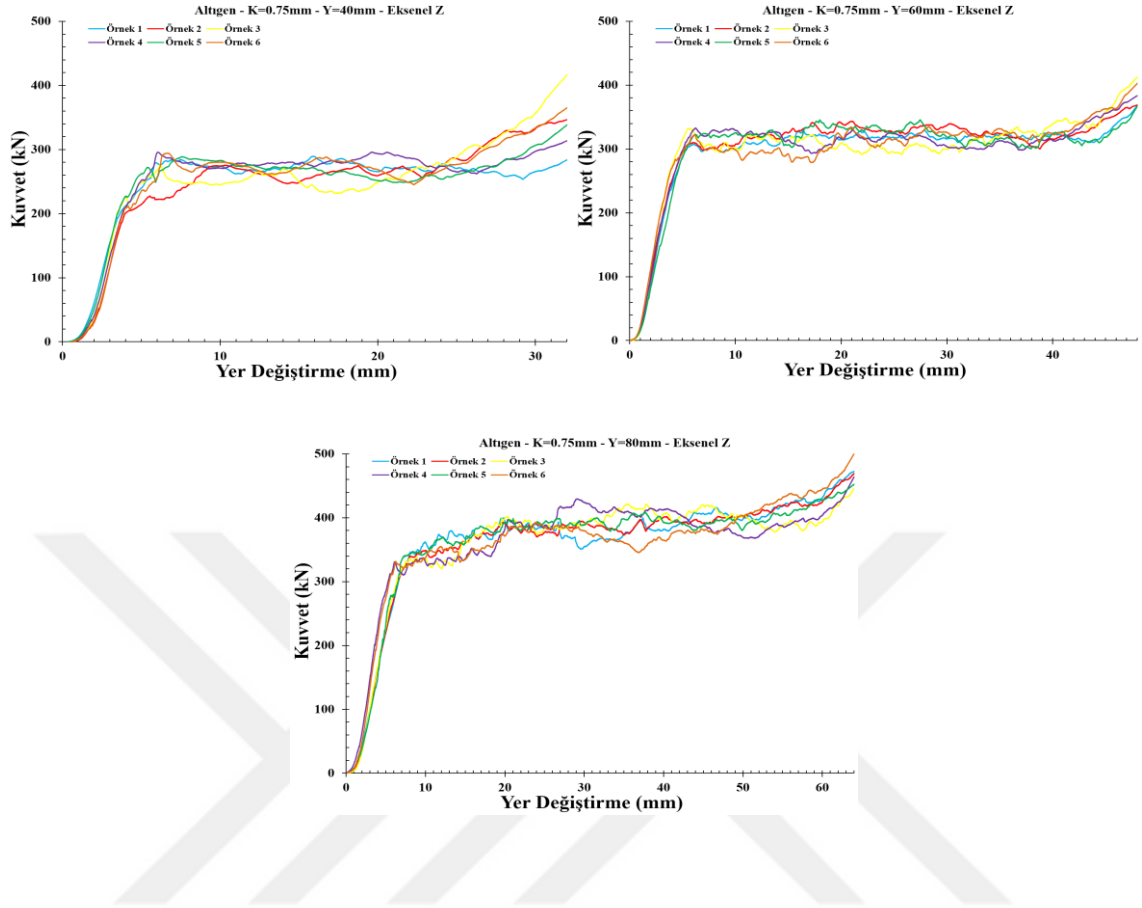 Altıgen - K=0.75mm - Y=40mm - Eksenel Z
500
Örnek 1 Örnek 2 Örnek 3
Örnek 4 Örnek 5 Örnek 6
400
300
200
100
0
Kuvvet (kN)
0 10 20 30
Yer Değiştirme (mm)
Altıgen - K=0.75mm - Y=60mm - Eksenel Z
500
Örnek 1 Örnek 2 Örnek 3
Örnek 4 Örnek 5 Örnek 6
400
300
200
100
0
Kuvvet (kN)
0 10 20 30 40
Yer Değiştirme (mm)
Altıgen - K=0.75mm - Y=80mm - Eksenel Z
500
Örnek 1 Örnek 2 Örnek 3
Örnek 4 Örnek 5 Örnek 6
400
300
200
100
0
Kuvvet (kN)
0 10 20 30 40 50 60
Yer Değiştirme (mm)